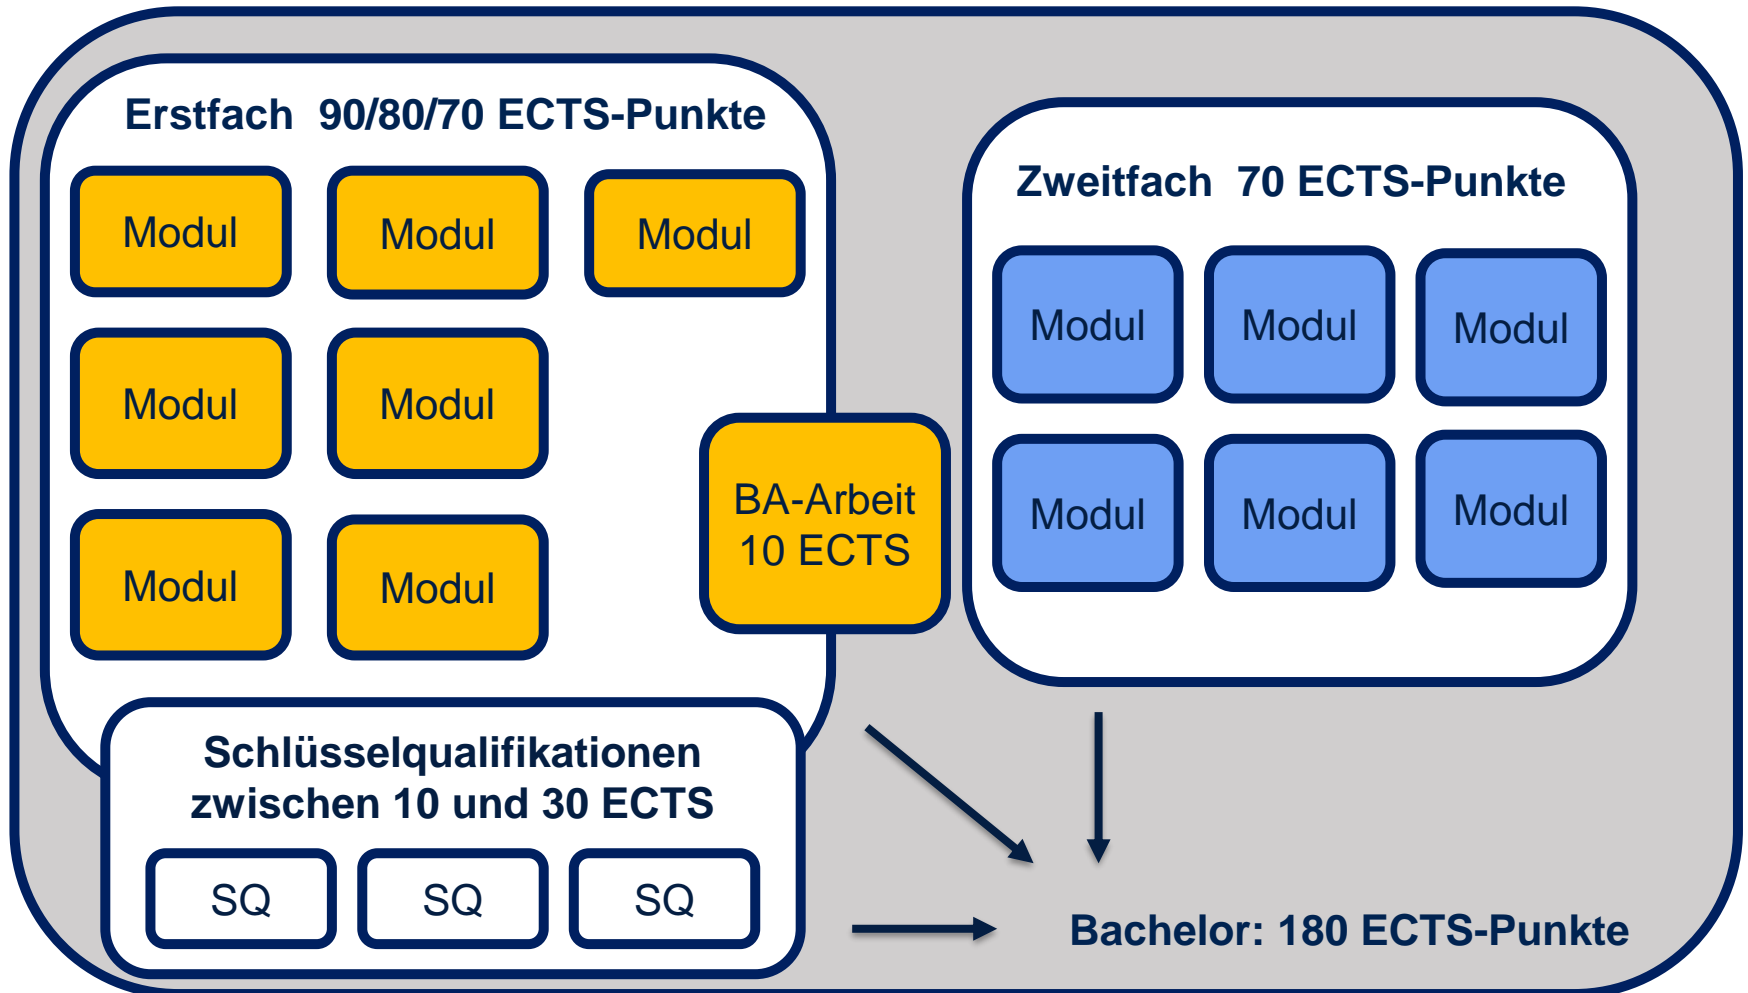 Erstfach  90/80/70 ECTS-Punkte
Modul
Modul
Modul
Modul
Modul
Modul
Modul
BA-Arbeit
10 ECTS
Schlüsselqualifikationen
zwischen 10 und 30 ECTS
SQ
SQ
SQ
Zweitfach  70 ECTS-Punkte
Modul
Modul
Modul
Modul
Modul
Modul
Bachelor: 180 ECTS-Punkte